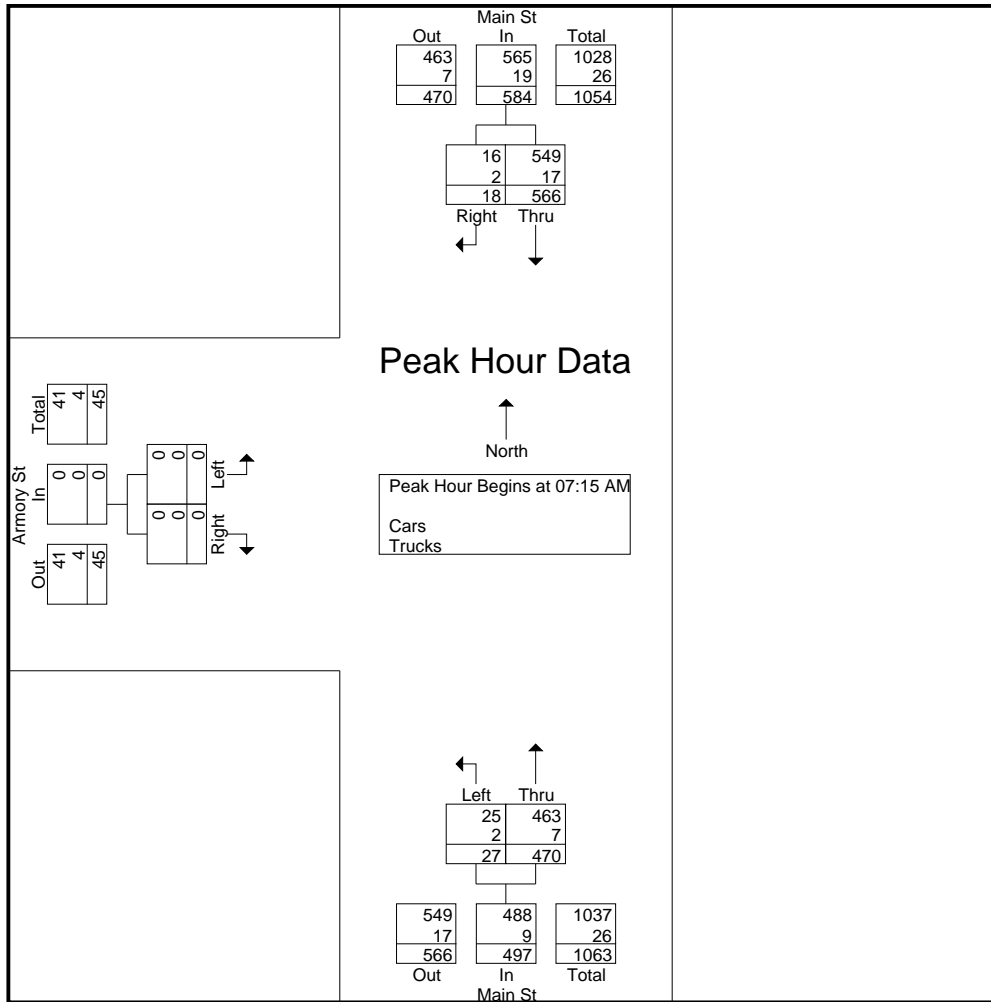 Main St
Out In Total
463 565 1028
7 19 26
470 584 1054
16 549
2 17
18 566
Right Thru
Peak Hour Data
North
Peak Hour Begins at 07:15 AM
Cars
Trucks
Armory St
Out In Total
41 0 41
4 0 4
45 0 45
Right Left
0 0
0 0
0 0
Left Thru
25 463
2 7
27 470
549 488 1037
17 9 26
566 497 1063
Out In Total
Main St